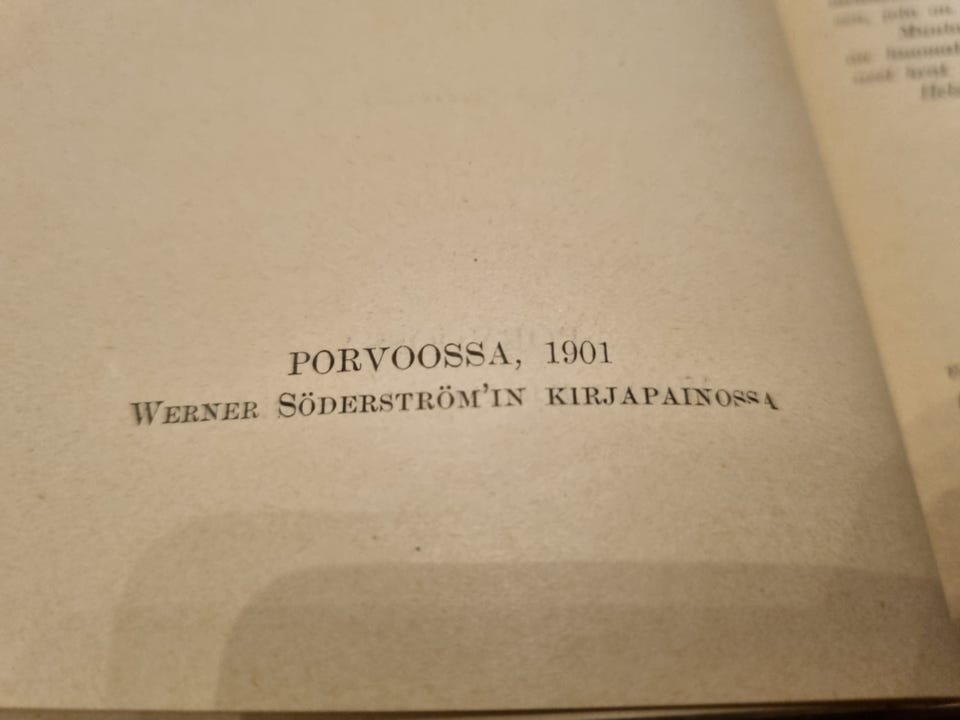 PORVOOSSA, 1901
WERNER SÖDERSTRÖM'IN KIRJAPAINOSSA